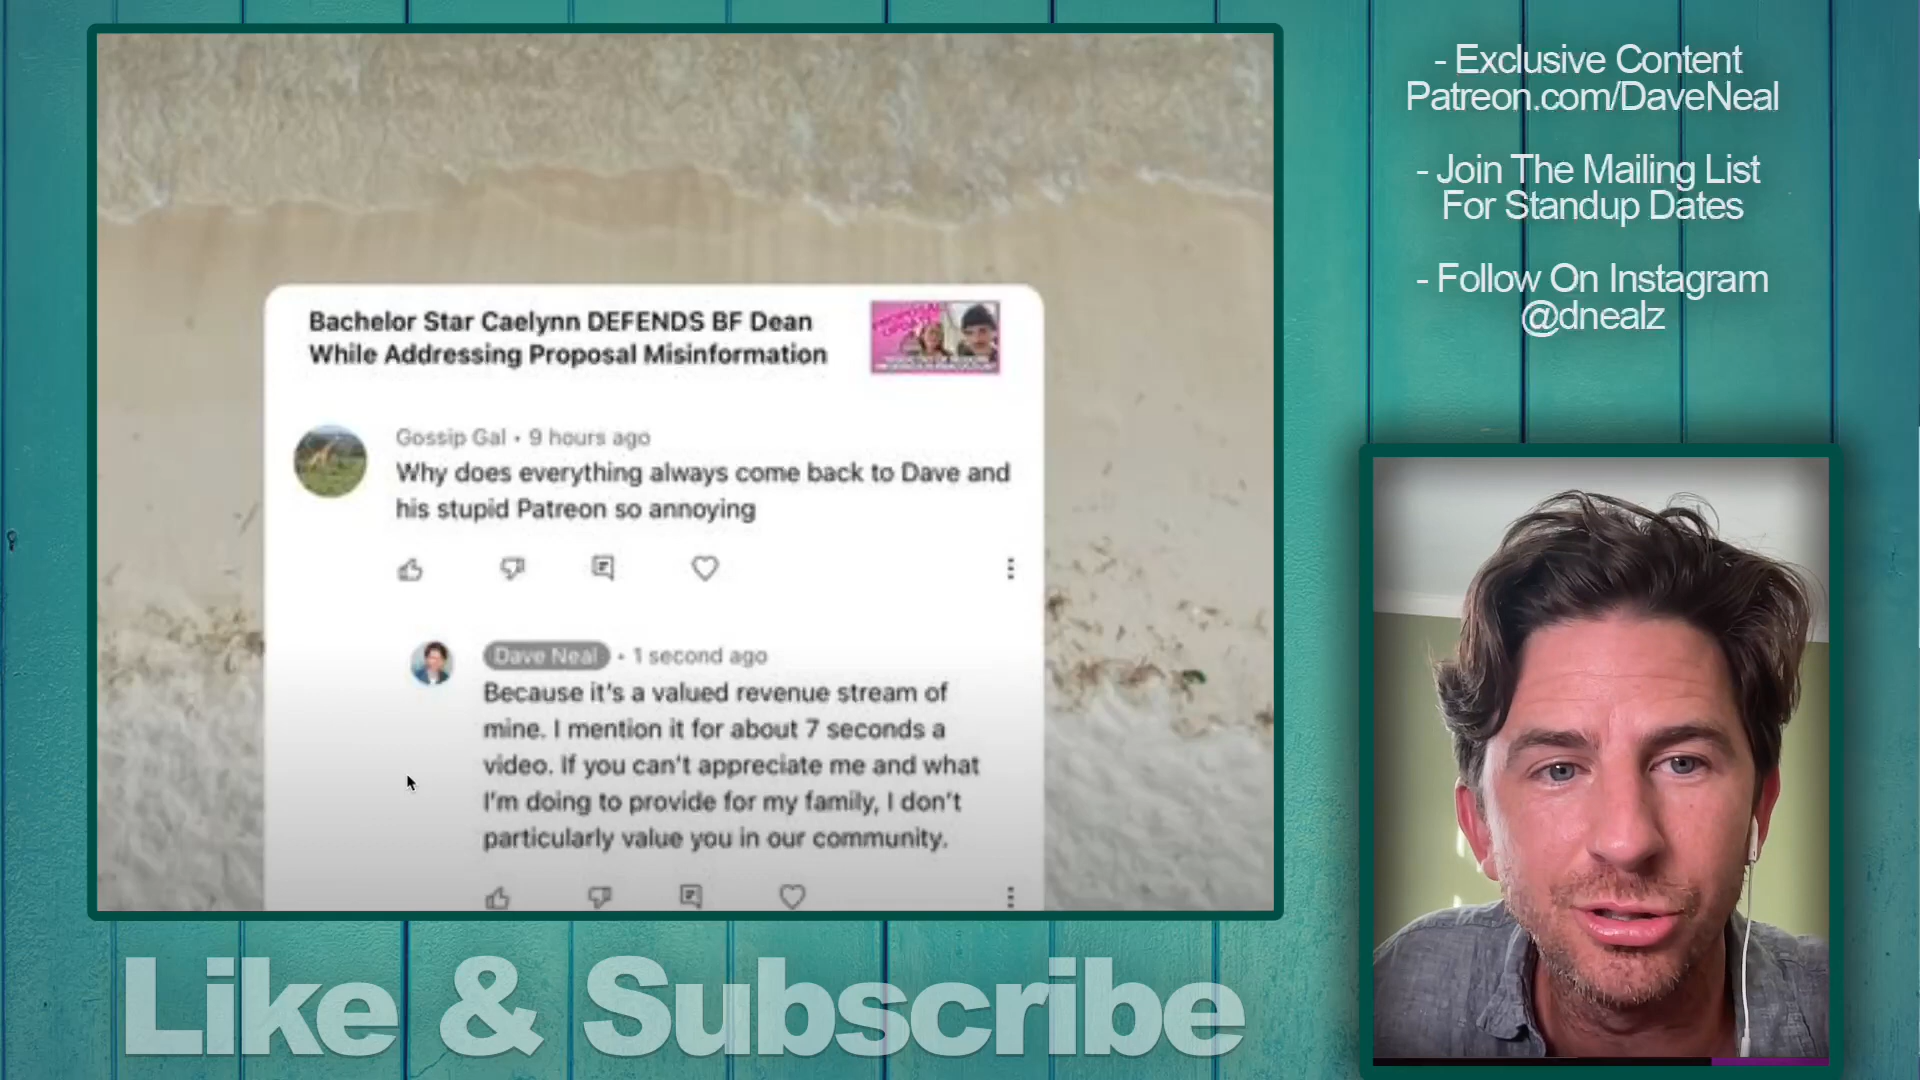 Bachelor Star Caelynn DEFENDS BF Dean
While Addressing Proposal Misinformation
Gossip Gal • 9 hours ago
Why does everything always come back to Dave and
his stupid Patreon so annoying
Dave Neal • 1 second ago
Because it's a valued revenue stream of
mine. I mention it for about 7 seconds a
video. If you can't appreciate me and what
I'm doing to provide for my family, I don't
particularly value you in our community.
Like & Subscribe
- Exclusive Content
Patreon.com/DaveNeal
- Join The Mailing List
For Standup Dates
- Follow On Instagram
@dnealz